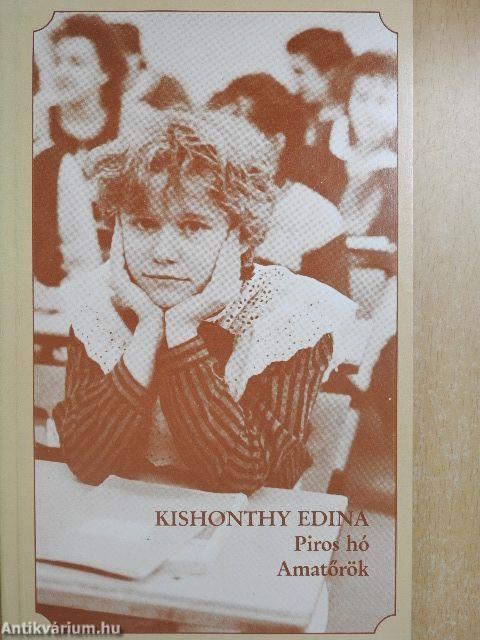 KISHONTHY EDINA
Piros hó
Amatőrök
Antikvárium.hu